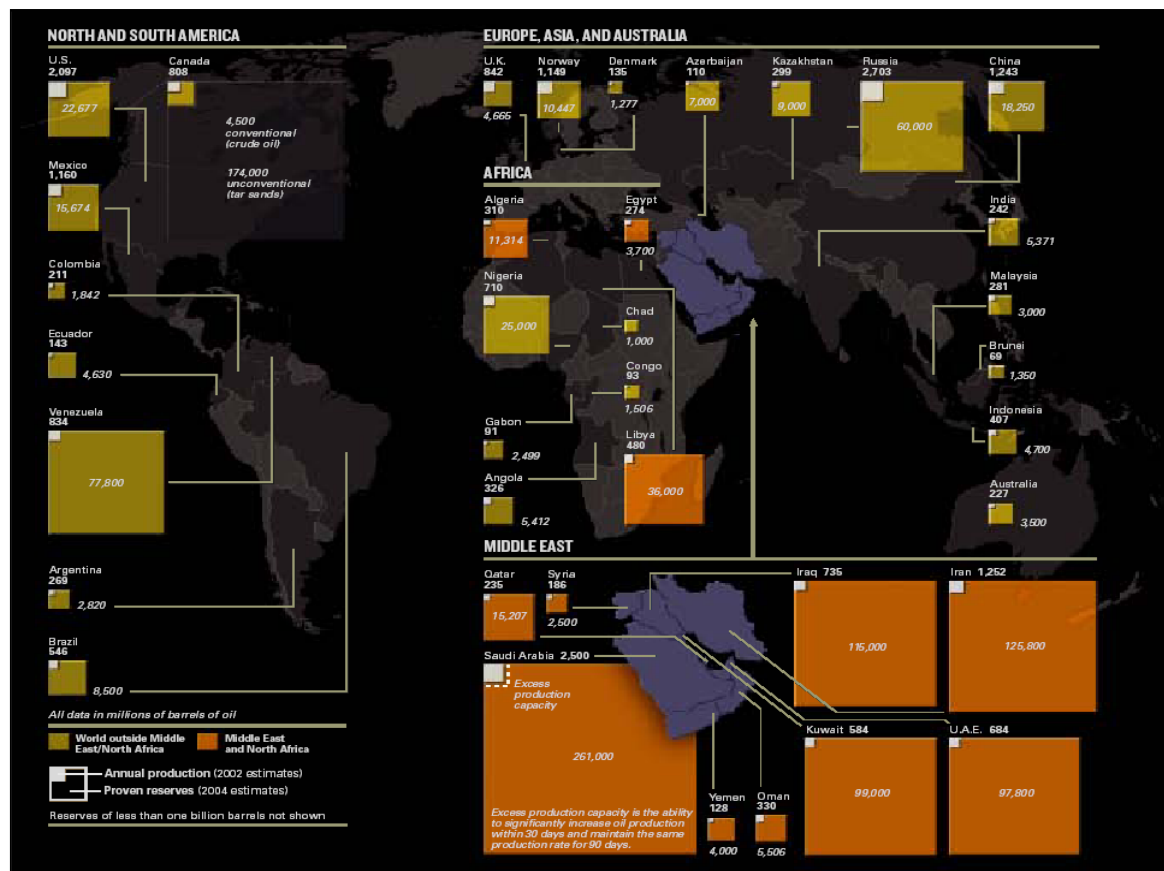 NORTH AND SOUTH AMERICA
U.S.
2,097
22,677
Canada
808
4,500
conventional
(crude oil)
174,000
unconventional
(tar sands)
Mexico
1,160
15,674
Colombia
211
1,842
Ecuador
143
4,630
Venezuela
834
77,800
Argentina
269
2,820
Brazil
546
8,500
All data in millions of barrels of oil
World outside Middle
East/North Africa
Middle East
and North Africa
Annual production (2002 estimates)
Proven reserves (2004 estimates)
Reserves of less than one billion barrels not shown
EUROPE, ASIA, AND AUSTRALIA
U.K.
842
4,665
Norway
1,149
10,447
Denmark
135
1,277
Azerbaijan
110
7,000
Kazakhstan
299
9,000
Russia
2,703
60,000
China
1,243
18,250
India
242
5,371
Malaysia
281
3,000
Brunei
69
1,350
Indonesia
407
4,700
Australia
227
3,500
AFRICA
Algeria
310
11,314
Egypt
274
3,700
Nigeria
710
25,000
Chad
1,000
Congo
93
1,506
Gabon
91
2,499
Libya
480
36,000
Angola
326
5,412
MIDDLE EAST
Qatar
235
15,207
Syria
186
2,500
Iraq 735
115,000
Iran 1,252
125,800
Saudi Arabia 2,500
Excess
production
capacity
261,000
Excess production capacity is the ability
to significantly increase oil production
within 30 days and maintain the same
production rate for 90 days.
Yemen
128
4,000
Oman
330
5,506
Kuwait 584
99,000
U.A.E. 684
97,800